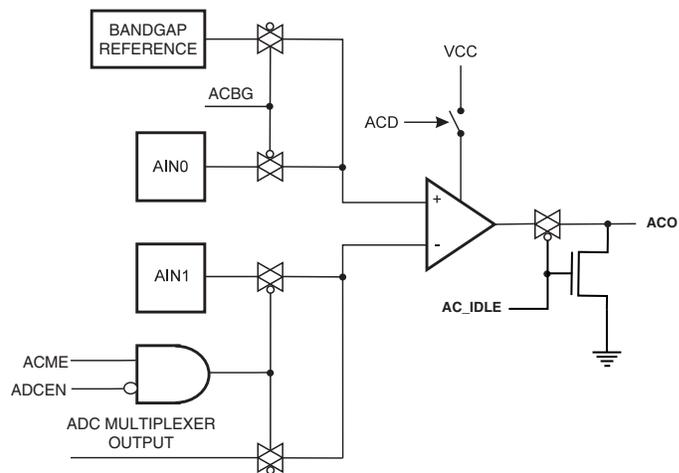 BANDGAP
REFERENCE
VCC
ACBG
ACD
AIN0
+
ACO
-
AIN1
AC_IDLE
ACME
ADCEN
ADC MULTIPLEXER
OUTPUT